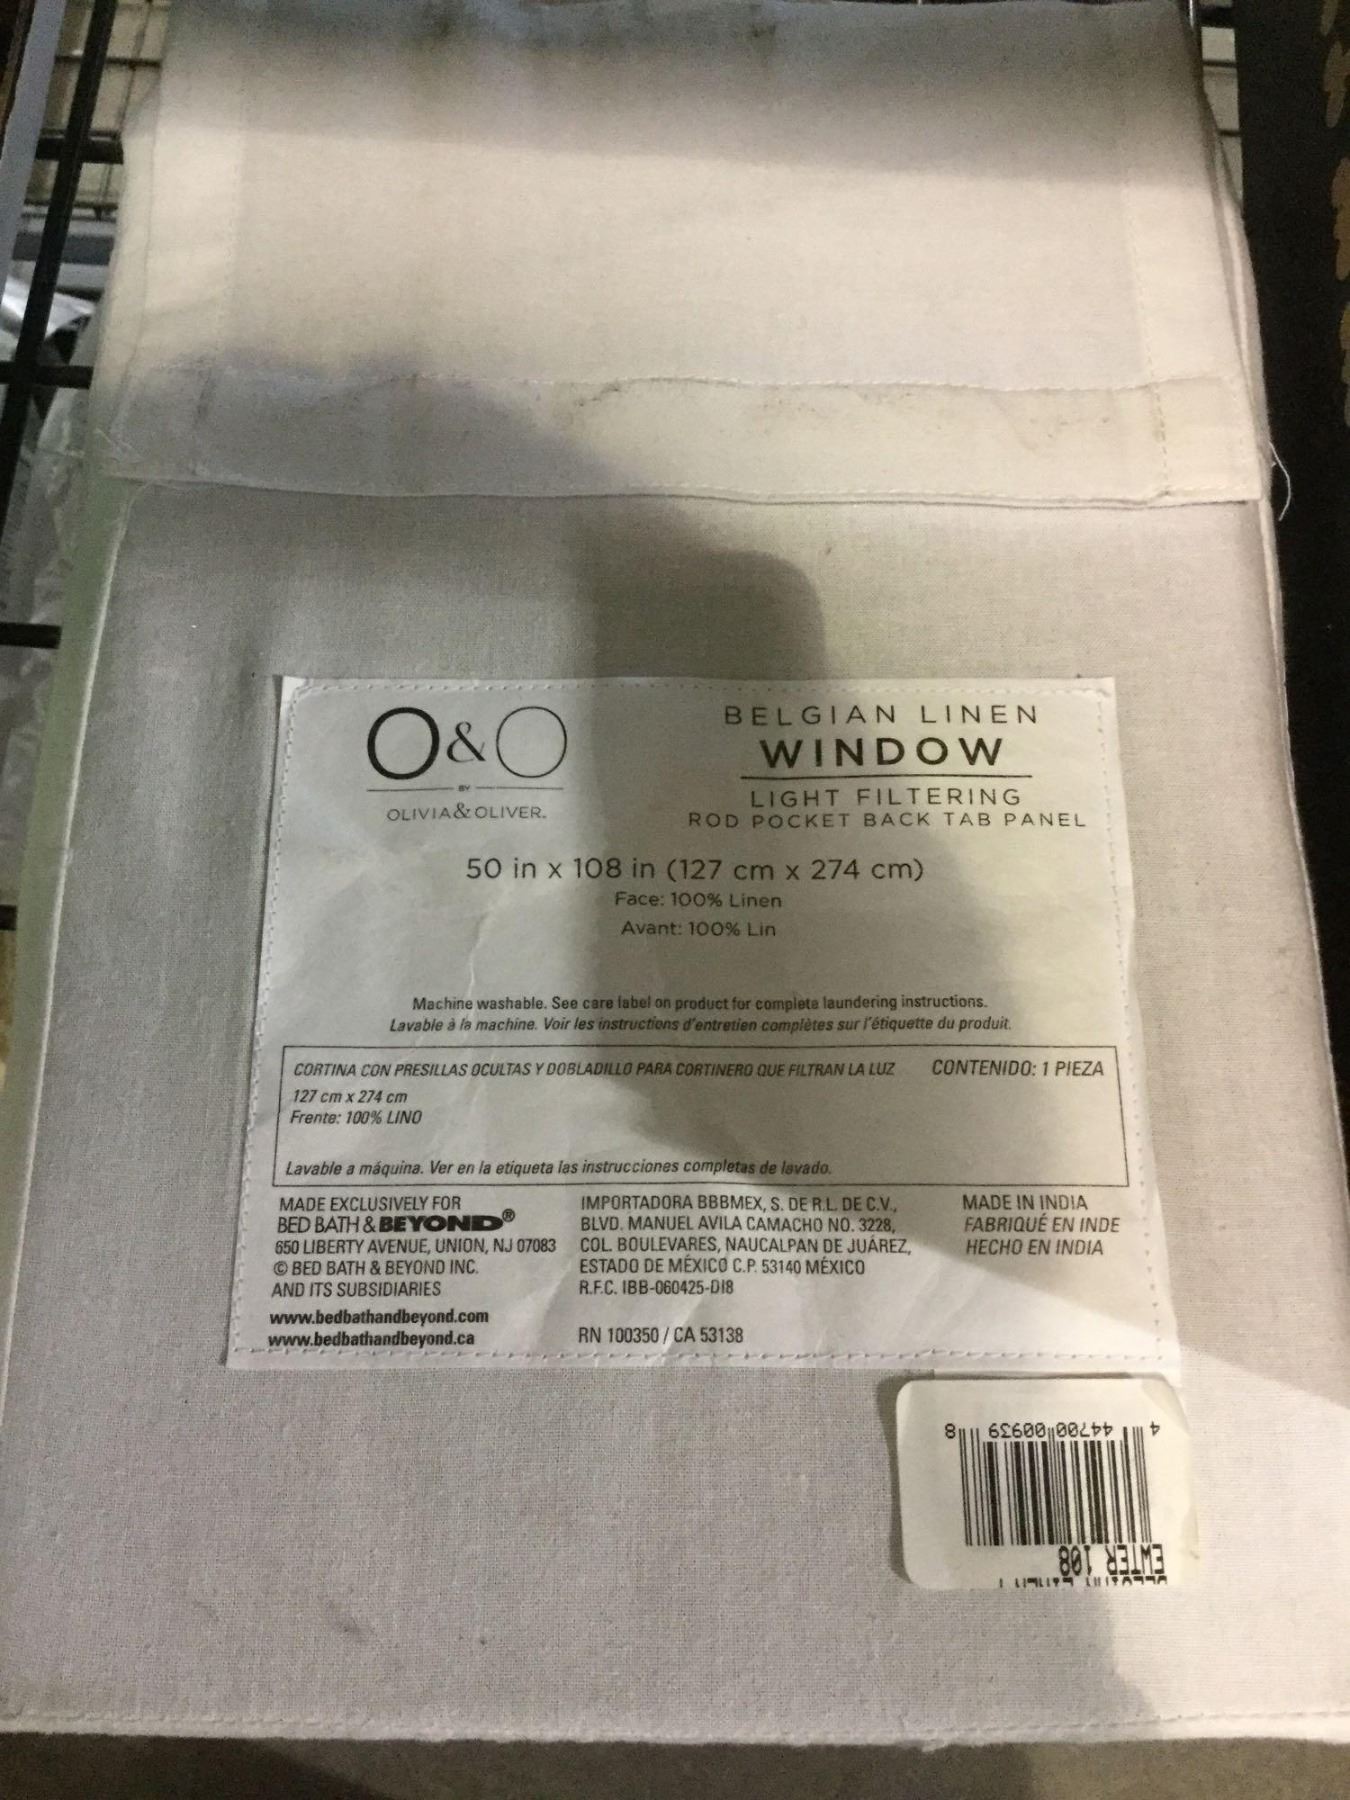 O&O
BY
OLIVIA&OLIVER.
BELGIAN LINEN
WINDOW
LIGHT FILTERING
ROD POCKET BACK TAB PANEL
50 in x 108 in (127 cm x 274 cm)
Face: 100% Linen
Avant: 100% Lin
Machine washable. See care label on product for complete laundering instructions.
Lavable à la machine. Voir les instructions d'entretien complètes sur l'étiquette du produit.
CORTINA CON PRESILLAS OCULTAS Y DOBLADILLO PARA CORTINERO QUE FILTRAN LA LUZ CONTENIDO: 1 PIEZA
127 cm x 274 cm
Frente: 100% LINO
Lavable a máquina. Ver en la etiqueta las instrucciones completas de lavado.
MADE EXCLUSIVELY FOR
BED BATH & BEYOND®
650 LIBERTY AVENUE, UNION, NJ 07083
© BED BATH & BEYOND INC.
AND ITS SUBSIDIARIES
www.bedbathandbeyond.com
www.bedbathandbeyond.ca
IMPORTADORA BBBMEX, S. DE R.L. DE C.V.,
BLVD. MANUEL AVILA CAMACHO NO. 3228,
COL. BOULEVARES, NAUCALPAN DE JUÁREZ,
ESTADO DE MÉXICO C.P. 53140 MÉXICO
R.F.C. IBB-060425-DI8
RN 100350 / CA 53138
MADE IN INDIA
FABRIQUÉ EN INDE
HECHO EN INDIA
EWTER 108
4 44700 00939 8